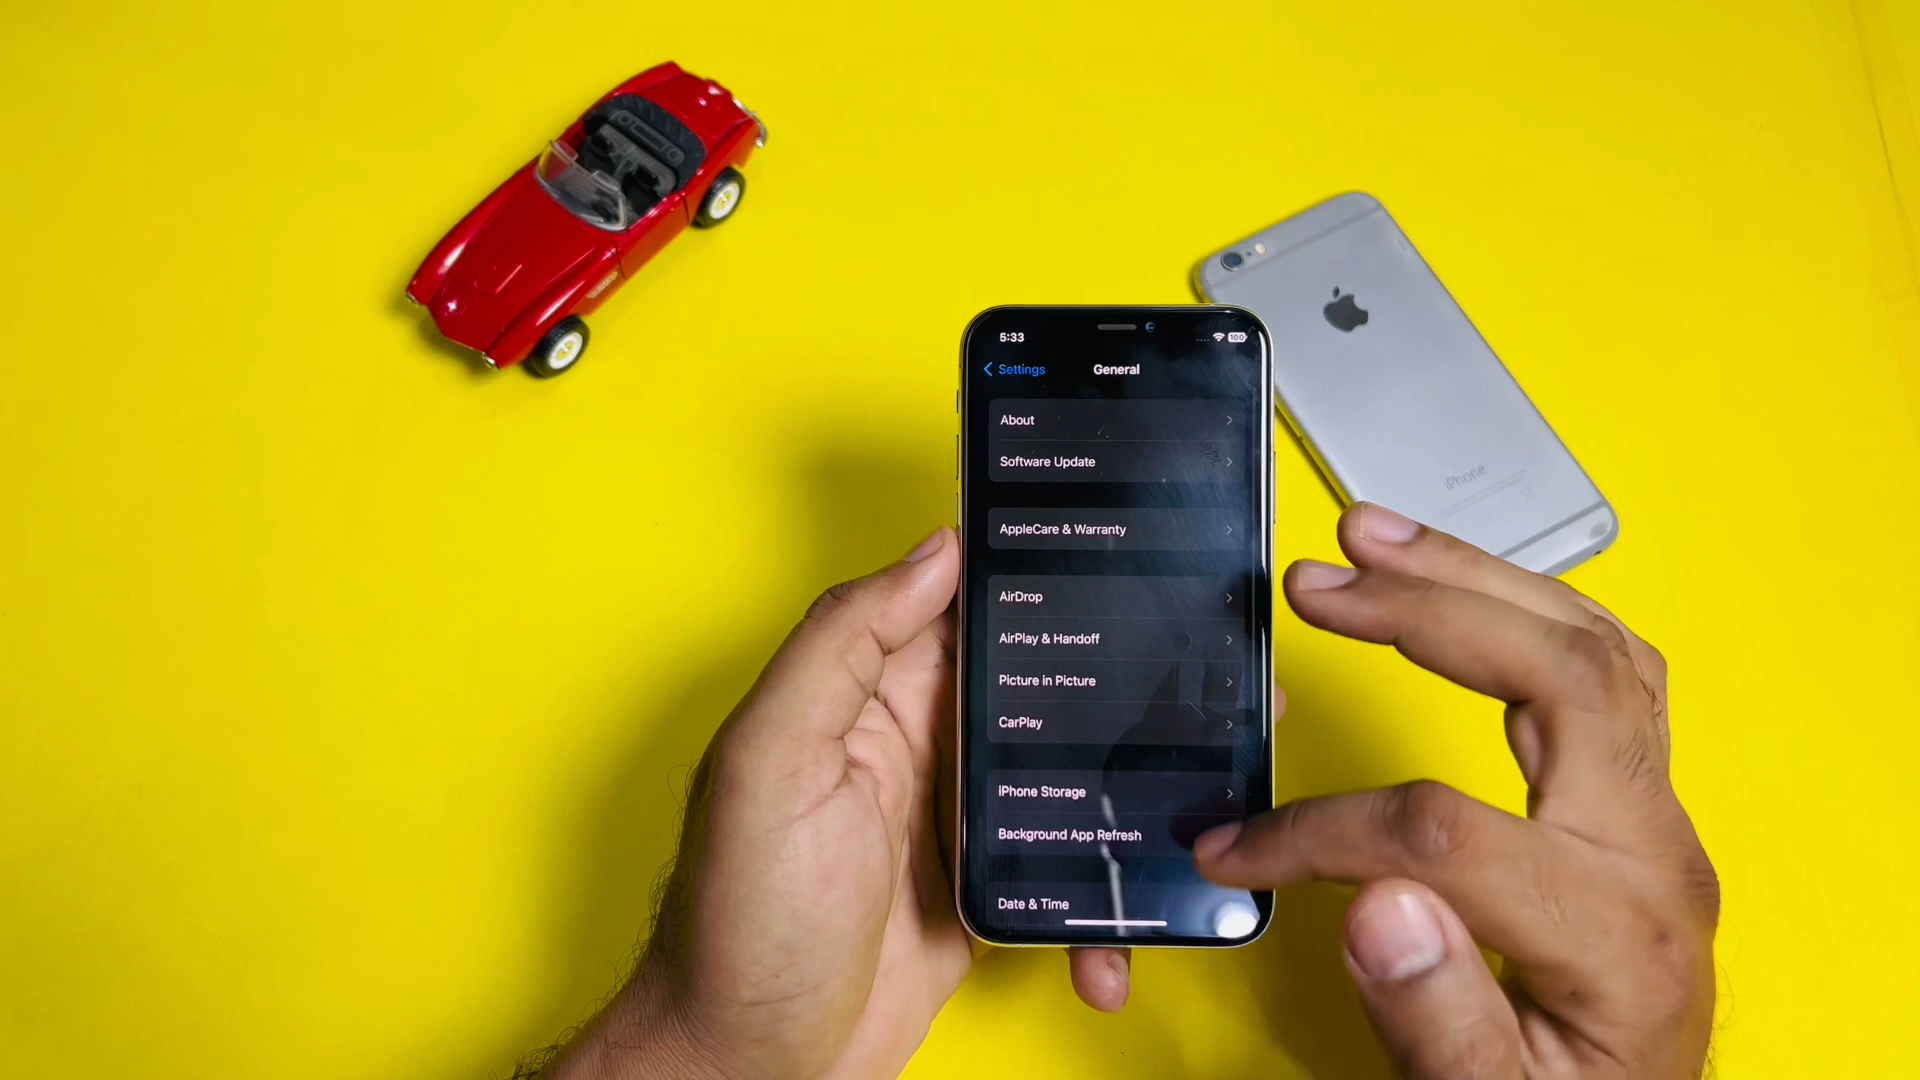 5:33
100
Settings
General
About
Software Update
AppleCare & Warranty
AirDrop
AirPlay & Handoff
Picture in Picture
CarPlay
iPhone Storage
Background App Refresh
Date & Time
iPhone